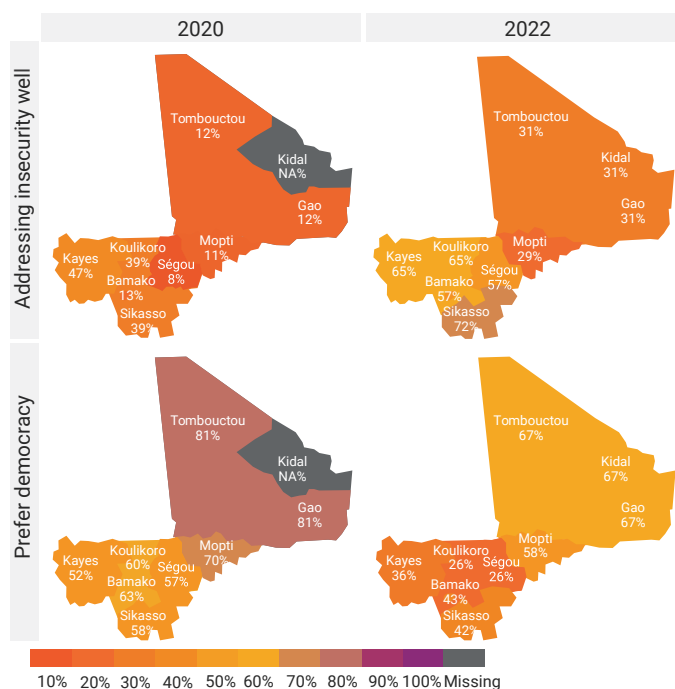 2020
2022
Addressing insecurity well
Tombouctou
12%
Kidal
NA%
Gao
12%
Mopti
11%
Koulikoro
39%
Kayes
47%
Ségou
8%
Bamako
13%
Sikasso
39%
Tombouctou
31%
Kidal
31%
Gao
31%
Mopti
29%
Koulikoro
65%
Kayes
65%
Ségou
57%
Bamako
57%
Sikasso
72%
Prefer democracy
Tombouctou
81%
Kidal
NA%
Gao
81%
Mopti
70%
Koulikoro
60%
Kayes
52%
Ségou
57%
Bamako
63%
Sikasso
58%
Tombouctou
67%
Kidal
67%
Gao
67%
Mopti
58%
Koulikoro
26%
Kayes
36%
Ségou
26%
Bamako
43%
Sikasso
42%
10% 20% 30% 40% 50% 60% 70% 80% 90% 100% Missing